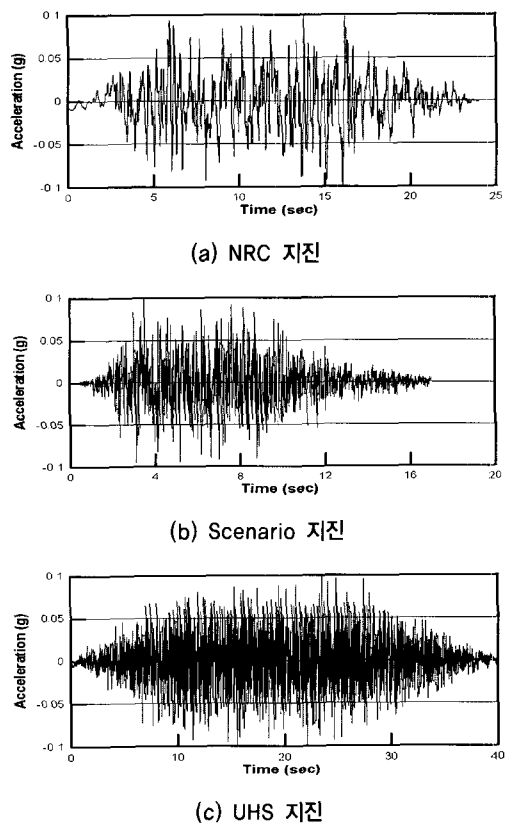 0.1
0.05
0
-0.05
-0.1
Acceleration (g)
0 5 10 15 20 25
Time (sec)
(a) NRC 지진
0.1
0.05
0
-0.05
-0.1
Acceleration (g)
0 4 8 12 16 20
Time (sec)
(b) Scenario 지진
0.1
0.05
0
-0.05
-0.1
Acceleration (g)
0 10 20 30 40
Time (sec)
(c) UHS 지진